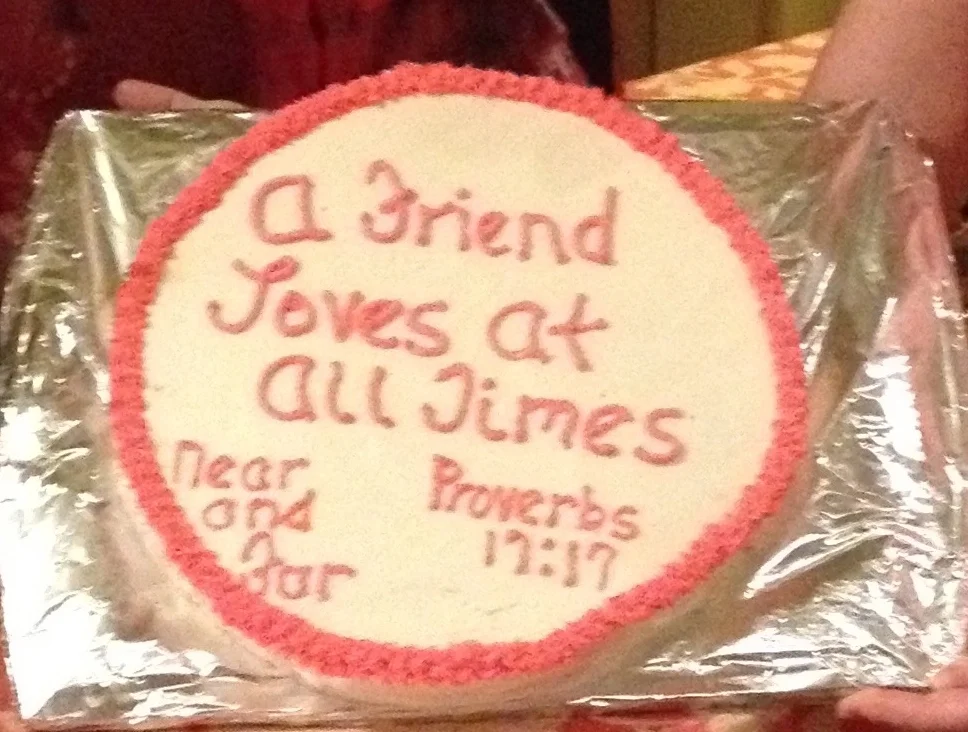 A Friend
Loves at
All Times
Near
and
Far
Proverbs
17:17